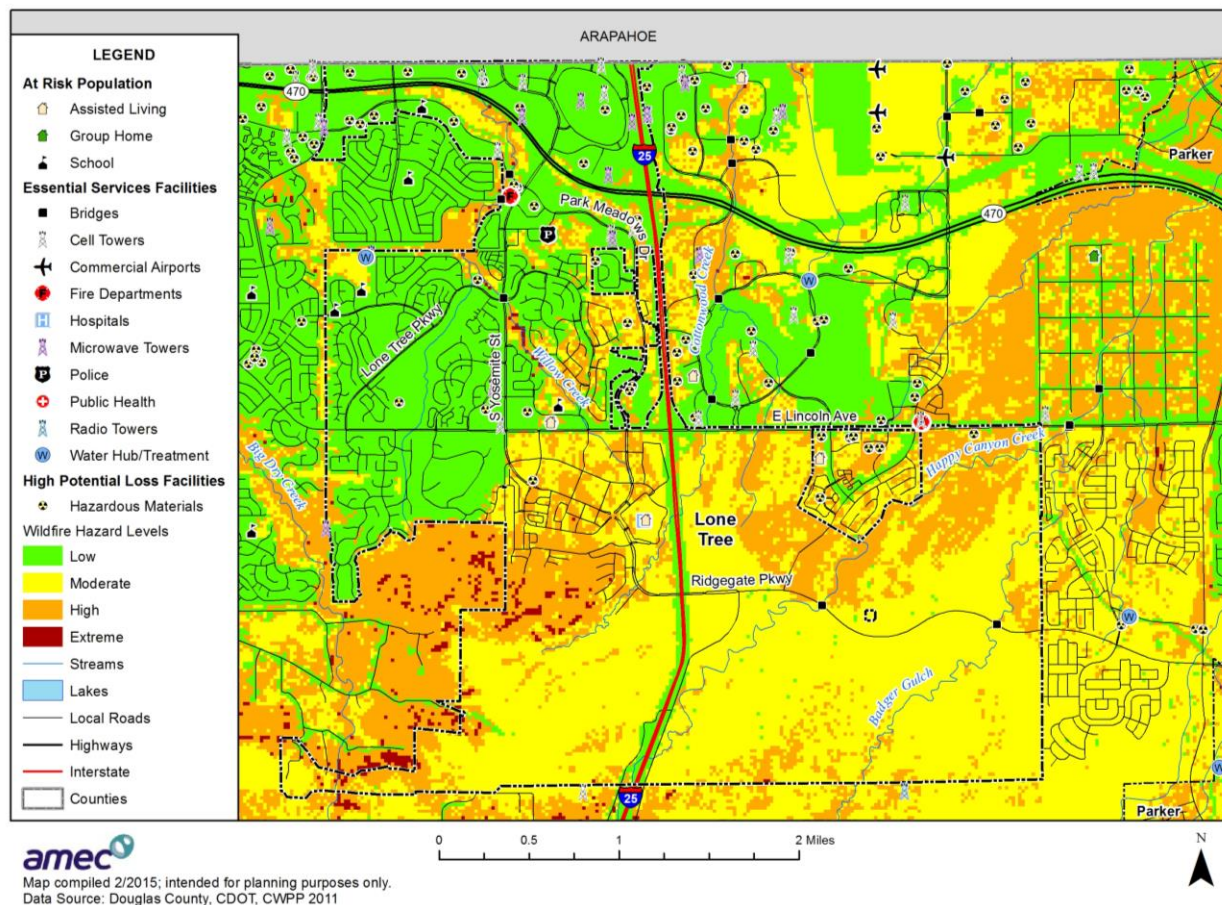 ARAPAHOE
LEGEND
At Risk Population
Assisted Living
Group Home
School
Essential Services Facilities
Bridges
Cell Towers
Commercial Airports
F Fire Departments
H Hospitals
Microwave Towers
P Police
Public Health
Radio Towers
W Water Hub/Treatment
High Potential Loss Facilities
Hazardous Materials
Wildfire Hazard Levels
Low
Moderate
High
Extreme
Streams
Lakes
Local Roads
Highways
Interstate
Counties
470
25
Parker
F
Park Meadows Dr
470
P
W
Cottonwood Creek
W
Lone Tree Pkwy
S Yosemite St
Willow Creek
E Lincoln Ave
Happy Canyon Creek
Big Dry Creek
H
Lone
Tree
Ridgegate Pkwy
W
Badger Gulch
W
25
Parker
amec
0 0.5 1 2 Miles
N
Map compiled 2/2015; intended for planning purposes only.
Data Source: Douglas County, CDOT, CWPP 2011